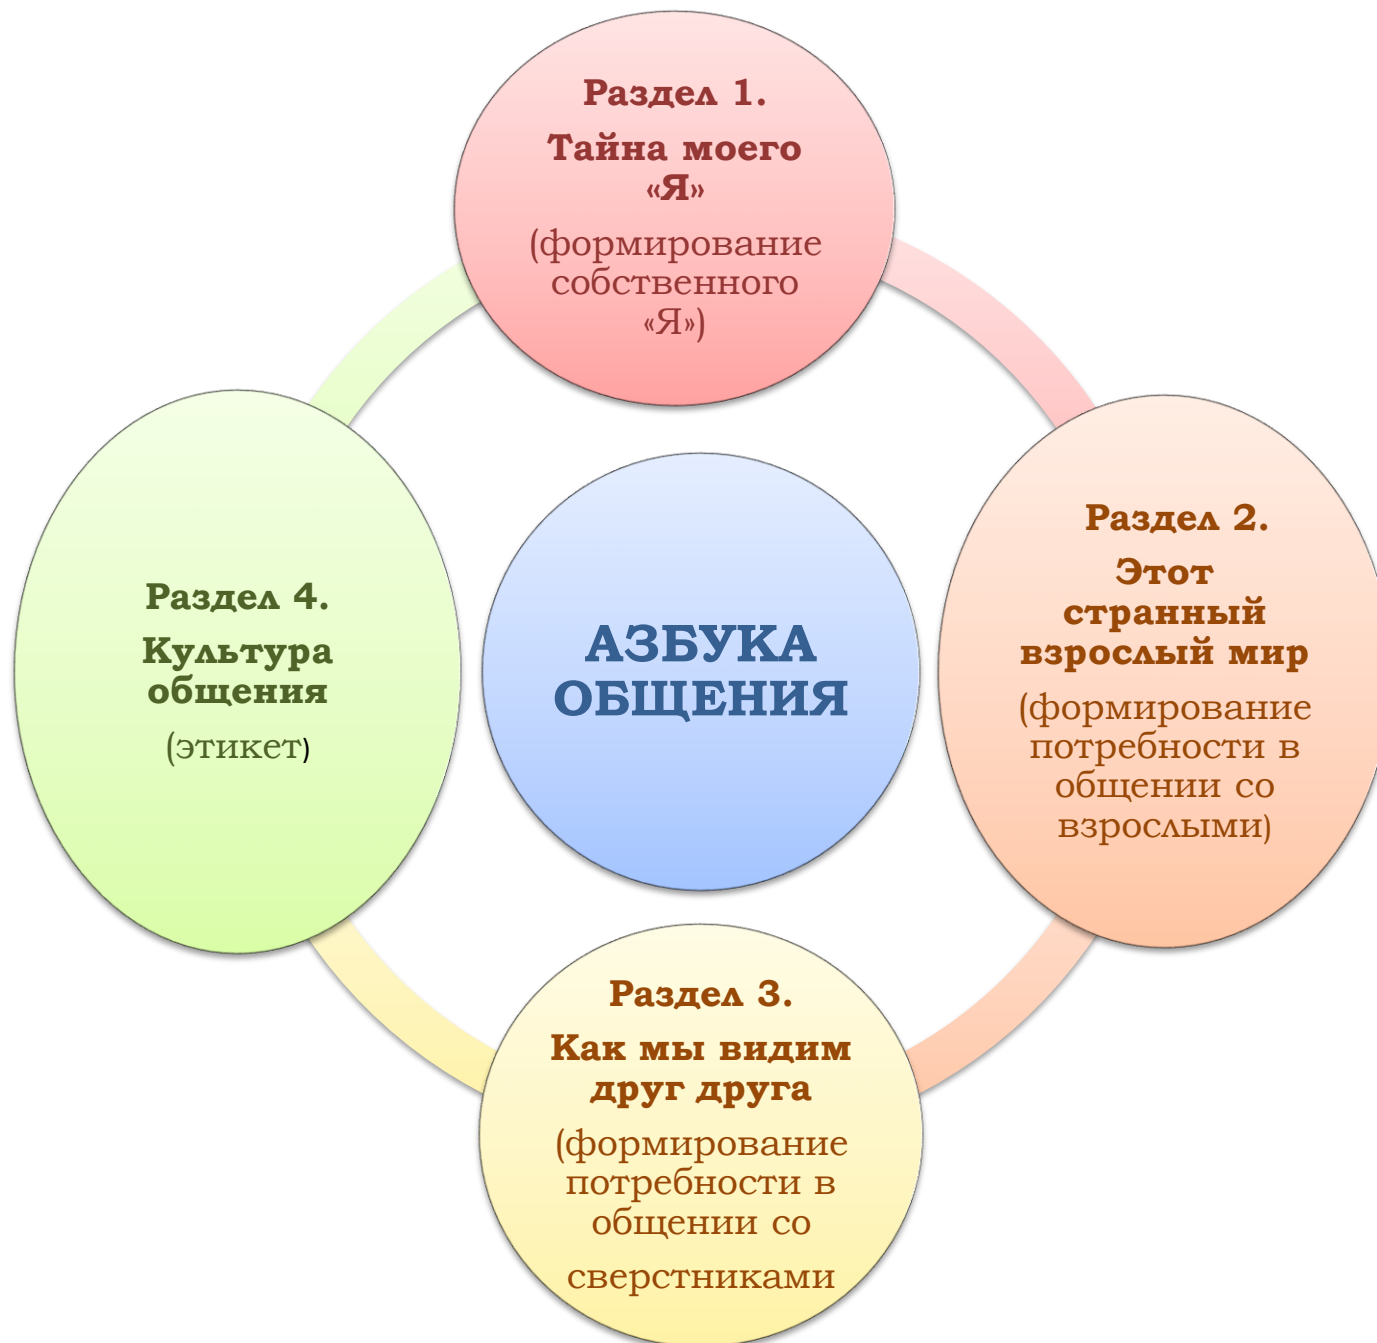 Раздел 1.
Тайна моего
«Я»
(формирование
собственного
«Я»)
Раздел 2.
Этот
странный
взрослый мир
(формирование
потребности в
общении со
взрослыми)
Раздел 3.
Как мы видим
друг друга
(формирование
потребности в
общении со
сверстниками
Раздел 4.
Культура
общения
(этикет)
АЗБУКА
ОБЩЕНИЯ